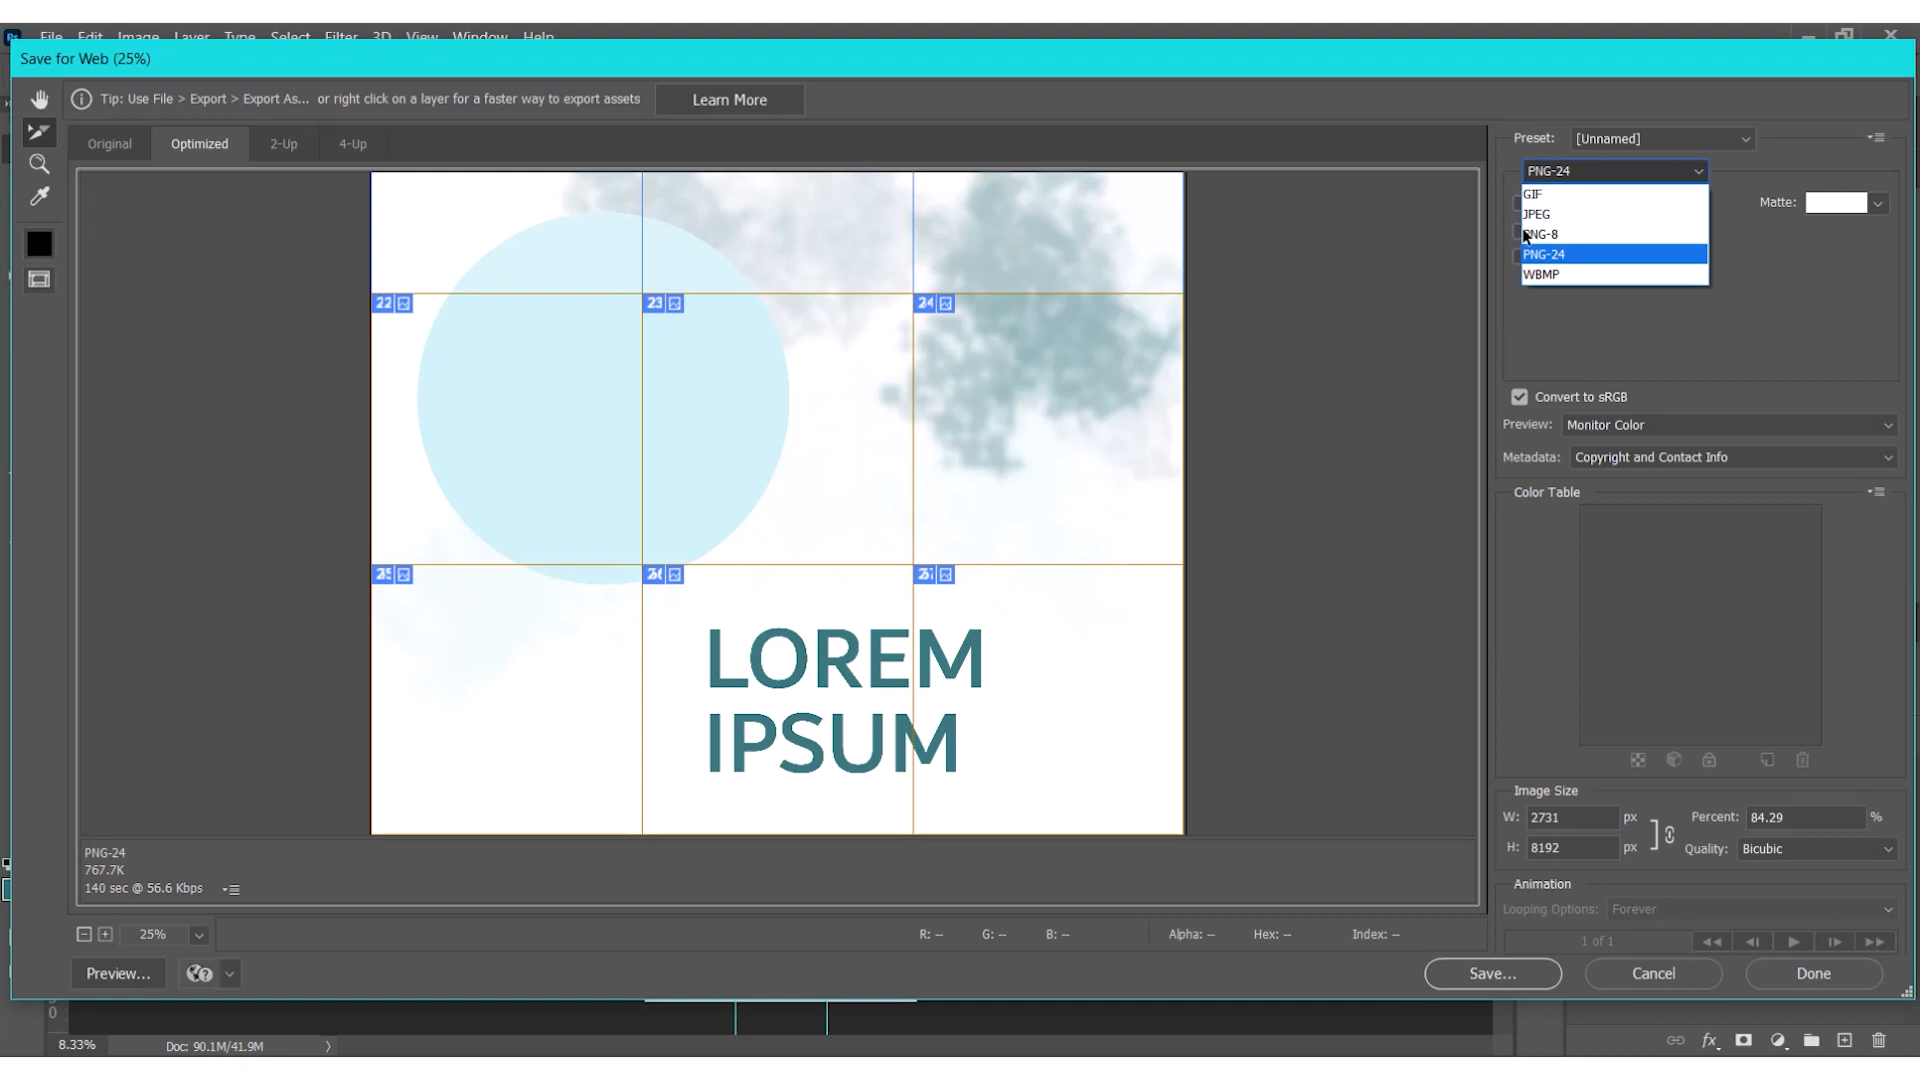 File Edit Image Layer Type Select Filter 3D View Window Help
Save for Web (25%)
Tip: Use File > Export > Export As... or right click on a layer for a faster way to export assets
Learn More
Original Optimized 2-Up 4-Up
Preset: [Unnamed]
PNG-24
GIF
JPEG
PNG-8
PNG-24
WBMP
Matte:
22 23 24
25 26 27
LOREM
IPSUM
Convert to sRGB
Preview: Monitor Color
Metadata: Copyright and Contact Info
Color Table
Image Size
W: 2731 px
H: 8192 px
Percent: 84.29 %
Quality: Bicubic
Animation
Looping Options: Forever
1 of 1
PNG-24
767.7K
140 sec @ 56.6 Kbps
25%
R: -- G: -- B: -- Alpha: -- Hex: -- Index: --
Preview... Save... Cancel Done
0
8.33% Doc: 90.1M/41.9M
fx